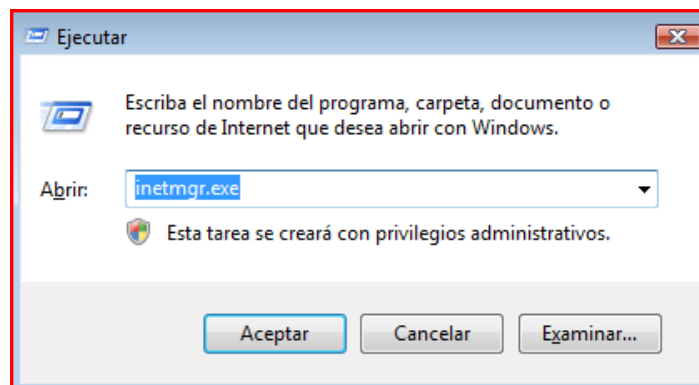 Ejecutar
Escriba el nombre del programa, carpeta, documento o
recurso de Internet que desea abrir con Windows.
Abrir: inetmgr.exe
Esta tarea se creará con privilegios administrativos.
Aceptar Cancelar Examinar...